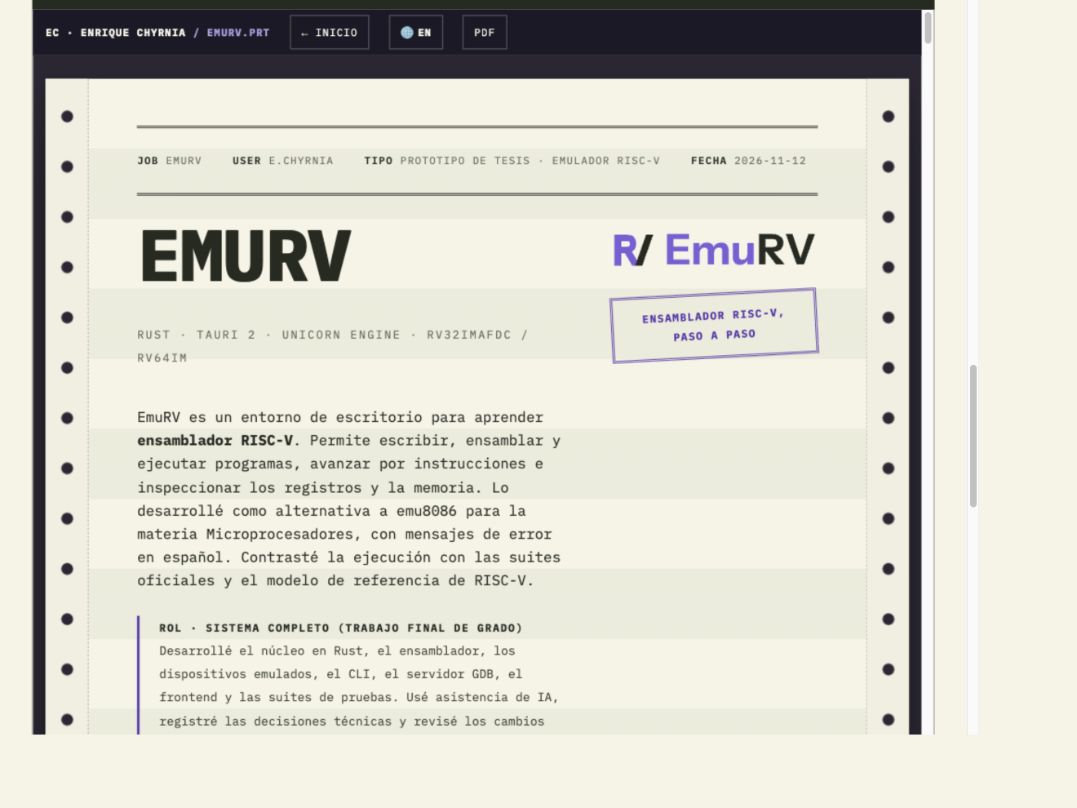 EC · ENRIQUE CHYRNIA / EMURV.PRT
← INICIO
EN
PDF
JOB EMURV USER E.CHYRNIA TIPO PROTOTIPO DE TESIS · EMULADOR RISC-V FECHA 2026-11-12
EMURV
R/ EmuRV
ENSAMBLADOR RISC-V,
PASO A PASO
RUST · TAURI 2 · UNICORN ENGINE · RV32IMAFDC /
RV64IM
EmuRV es un entorno de escritorio para aprender
ensamblador RISC-V. Permite escribir, ensamblar y
ejecutar programas, avanzar por instrucciones e
inspeccionar los registros y la memoria. Lo
desarrollé como alternativa a emu8086 para la
materia Microprocesadores, con mensajes de error
en español. Contrasté la ejecución con las suites
oficiales y el modelo de referencia de RISC-V.
ROL · SISTEMA COMPLETO (TRABAJO FINAL DE GRADO)
Desarrollé el núcleo en Rust, el ensamblador, los
dispositivos emulados, el CLI, el servidor GDB, el
frontend y las suites de pruebas. Usé asistencia de IA,
registré las decisiones técnicas y revisé los cambios